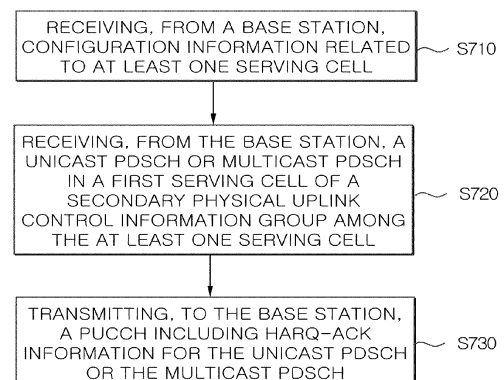 RECEIVING, FROM A BASE STATION,
CONFIGURATION INFORMATION RELATED
TO AT LEAST ONE SERVING CELL
S710
RECEIVING, FROM THE BASE STATION, A
UNICAST PDSCH OR MULTICAST PDSCH
IN A FIRST SERVING CELL OF A
SECONDARY PHYSICAL UPLINK
CONTROL INFORMATION GROUP AMONG
THE AT LEAST ONE SERVING CELL
S720
TRANSMITTING, TO THE BASE STATION,
A PUCCH INCLUDING HARQ-ACK
INFORMATION FOR THE UNICAST PDSCH
OR THE MULTICAST PDSCH
S730